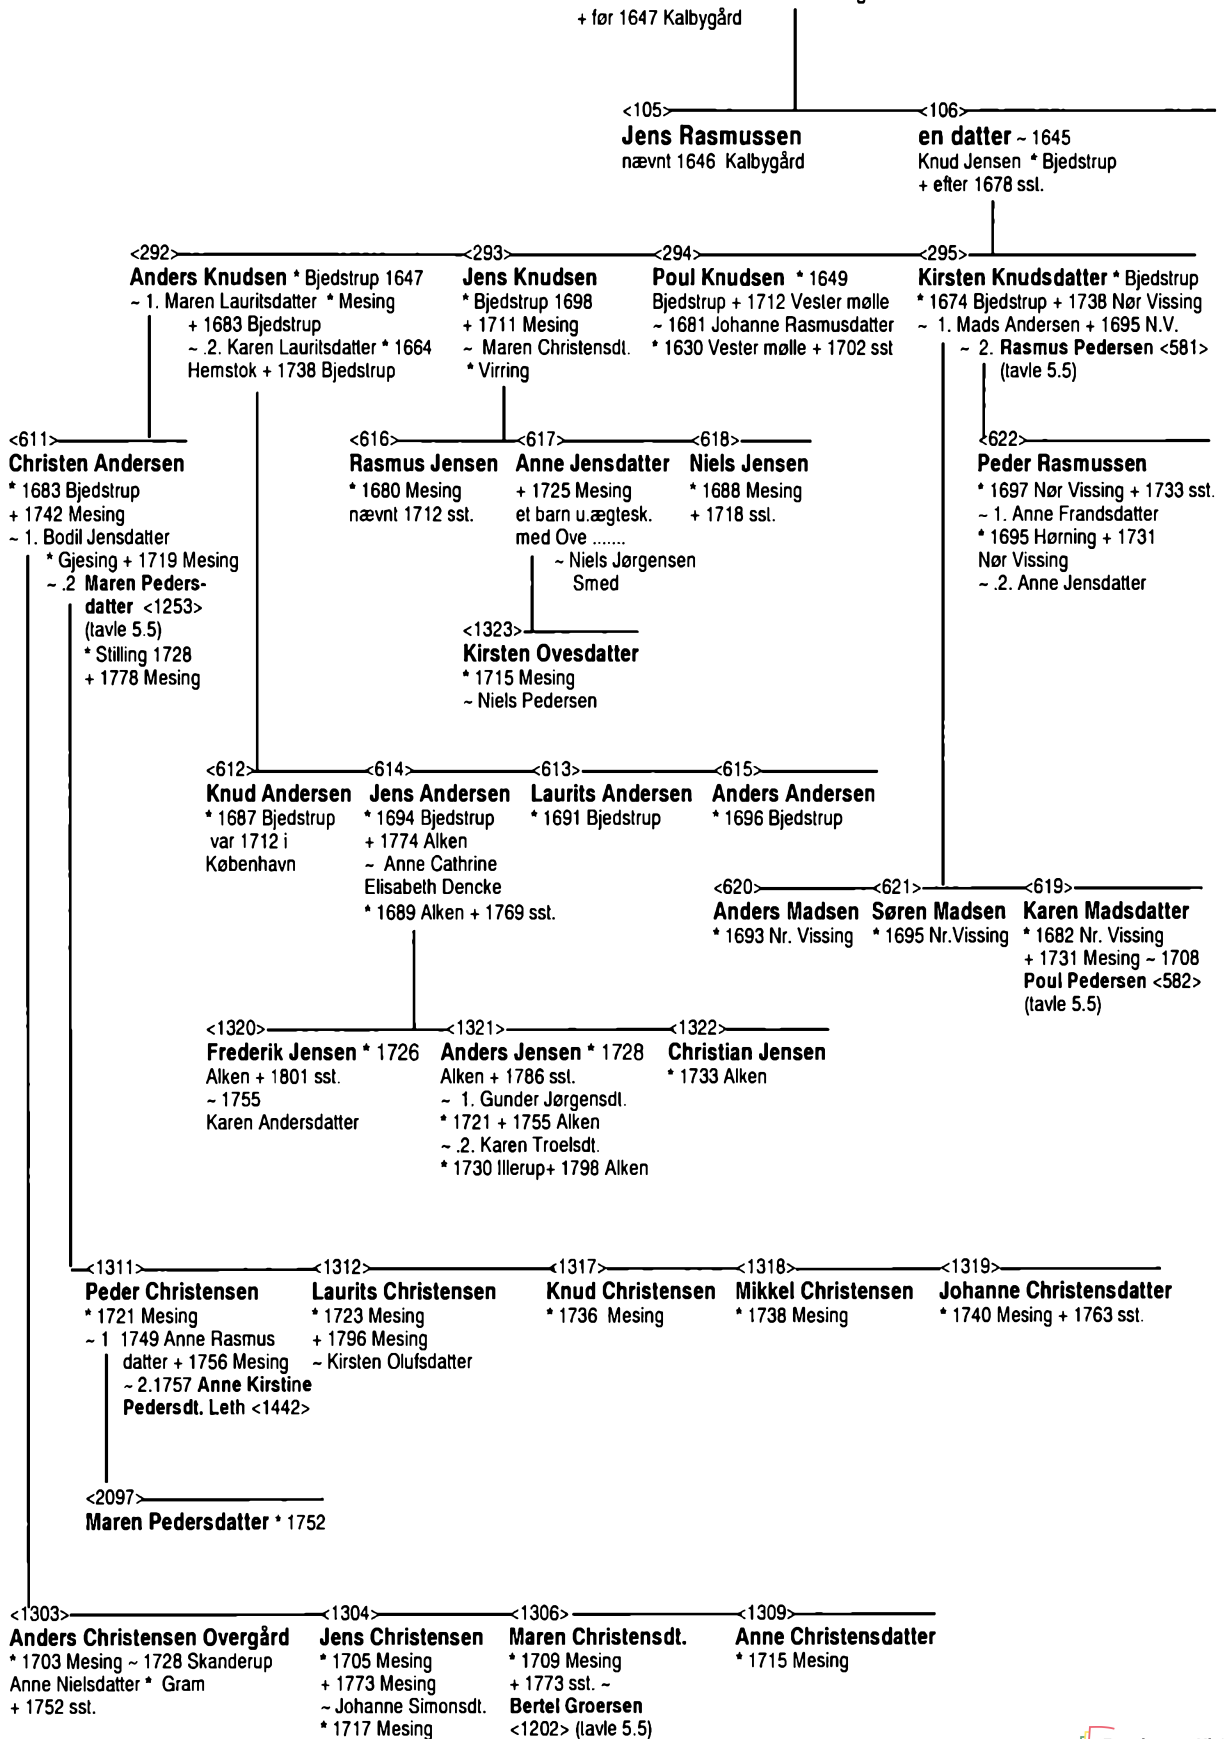 + før 1647 Kalbygård
<105>
Jens Rasmussen
nævnt 1646 Kalbygård
<106>
en datter ~ 1645
Knud Jensen * Bjedstrup
+ efter 1678 sst.
<292>
Anders Knudsen * Bjedstrup 1647
~ 1. Maren Lauritsdatter * Mesing
+ 1683 Bjedstrup
~ .2. Karen Lauritsdatter * 1664
Hemstok + 1738 Bjedstrup
<293>
Jens Knudsen
* Bjedstrup 1698
+ 1711 Mesing
~ Maren Christensdt.
* Virring
<294>
Poul Knudsen * 1649
Bjedstrup + 1712 Vester mølle
~ 1681 Johanne Rasmusdatter
* 1630 Vester mølle + 1702 sst
<295>
Kirsten Knudsdatter * Bjedstrup
* 1674 Bjedstrup + 1738 Nør Vissing
~ 1. Mads Andersen + 1695 N.V.
~ 2. Rasmus Pedersen <581>
(tavle 5.5)
<611>
Christen Andersen
* 1683 Bjedstrup
+ 1742 Mesing
~ 1. Bodil Jensdatter
* Gjesing + 1719 Mesing
~ .2 Maren Peders-
datter <1253>
(tavle 5.5)
* Stilling 1728
+ 1778 Mesing
<616>
Rasmus Jensen
* 1680 Mesing
nævnt 1712 sst.
<617>
Anne Jensdatter
+ 1725 Mesing
et barn u.ægtesk.
med Ove .......
~ Niels Jørgensen
Smed
<618>
Niels Jensen
* 1688 Mesing
+ 1718 sst.
<622>
Peder Rasmussen
* 1697 Nør Vissing + 1733 sst.
~ 1. Anne Frandsdatter
* 1695 Hørning + 1731
Nør Vissing
~ .2. Anne Jensdatter
<1323>
Kirsten Ovesdatter
* 1715 Mesing
~ Niels Pedersen
<612>
Knud Andersen
* 1687 Bjedstrup
var 1712 i
København
<614>
Jens Andersen
* 1694 Bjedstrup
+ 1774 Alken
~ Anne Cathrine
Elisabeth Dencke
* 1689 Alken + 1769 sst.
<613>
Laurits Andersen
* 1691 Bjedstrup
<615>
Anders Andersen
* 1696 Bjedstrup
<620>
Anders Madsen
* 1693 Nr. Vissing
<621>
Søren Madsen
* 1695 Nr.Vissing
<619>
Karen Madsdatter
* 1682 Nr. Vissing
+ 1731 Mesing ~ 1708
Poul Pedersen <582>
(tavle 5.5)
<1320>
Frederik Jensen * 1726
Alken + 1801 sst.
~ 1755
Karen Andersdatter
<1321>
Anders Jensen * 1728
Alken + 1786 sst.
~ 1. Gunder Jørgensdt.
* 1721 + 1755 Alken
~ .2. Karen Troelsdt.
* 1730 Illerup+ 1798 Alken
<1322>
Christian Jensen
* 1733 Alken
<1311>
Peder Christensen
* 1721 Mesing
~ 1 1749 Anne Rasmus
datter + 1756 Mesing
~ 2.1757 Anne Kirstine
Pedersdt. Leth <1442>
<1312>
Laurits Christensen
* 1723 Mesing
+ 1796 Mesing
~ Kirsten Olufsdatter
<1317>
Knud Christensen
* 1736 Mesing
<1318>
Mikkel Christensen
* 1738 Mesing
<1319>
Johanne Christensdatter
* 1740 Mesing + 1763 sst.
<2097>
Maren Pedersdatter * 1752
<1303>
Anders Christensen Overgård
* 1703 Mesing ~ 1728 Skanderup
Anne Nielsdatter * Gram
+ 1752 sst.
<1304>
Jens Christensen
* 1705 Mesing
+ 1773 Mesing
~ Johanne Simonsdt.
* 1717 Mesing
<1306>
Maren Christensdt.
* 1709 Mesing
+ 1773 sst. ~
Bertel Groersen
<1202> (tavle 5.5)
<1309>
Anne Christensdatter
* 1715 Mesing